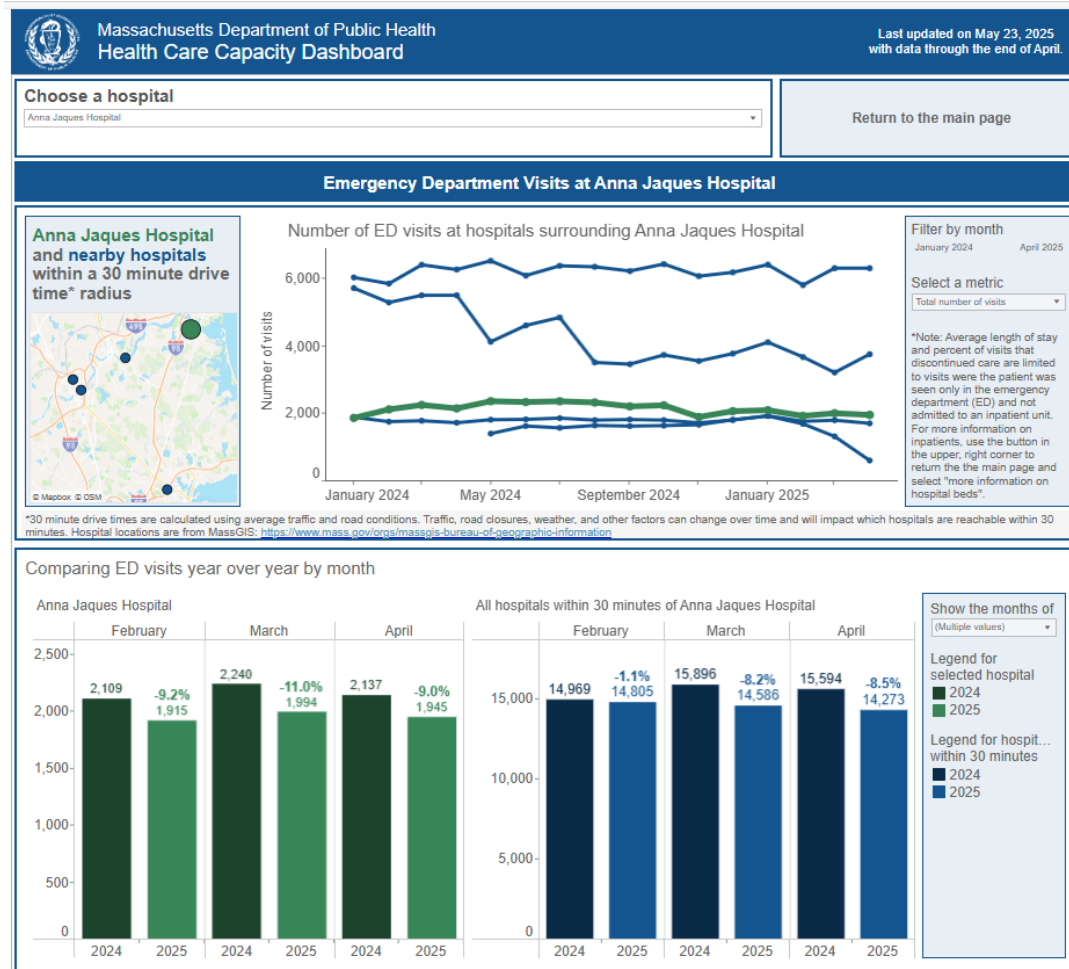 Massachusetts Department of Public Health
Health Care Capacity Dashboard
Last updated on May 23, 2025
with data through the end of April.
Choose a hospital
Anna Jaques Hospital
Return to the main page
Emergency Department Visits at Anna Jaques Hospital
Anna Jaques Hospital
and nearby hospitals
within a 30 minute drive
time* radius
495
95
93
© Mapbox © OSM
Number of ED visits at hospitals surrounding Anna Jaques Hospital
Number of visits
6,000
4,000
2,000
0
January 2024 May 2024 September 2024 January 2025
Filter by month
January 2024 April 2025
Select a metric
Total number of visits
*Note: Average length of stay
and percent of visits that
discontinued care are limited
to visits were the patient was
seen only in the emergency
department (ED) and not
admitted to an inpatient unit.
For more information on
inpatients, use the button in
the upper, right corner to
return the the main page and
select "more information on
hospital beds".
*30 minute drive times are calculated using average traffic and road conditions. Traffic, road closures, weather, and other factors can change over time and will impact which hospitals are reachable within 30
minutes. Hospital locations are from MassGIS: https://www.mass.gov/orgs/massgis-bureau-of-geographic-information
Comparing ED visits year over year by month
Anna Jaques Hospital
February March April
2,500
2,000
1,500
1,000
500
0
2,109
-9.2%
1,915
2,240
-11.0%
1,994
2,137
-9.0%
1,945
2024 2025 2024 2025 2024 2025
All hospitals within 30 minutes of Anna Jaques Hospital
February March April
15,000
10,000
5,000
0
14,969
-1.1%
14,805
15,896
-8.2%
14,586
15,594
-8.5%
14,273
2024 2025 2024 2025 2024 2025
Show the months of
(Multiple values)
Legend for
selected hospital
2024
2025
Legend for hospit...
within 30 minutes
2024
2025